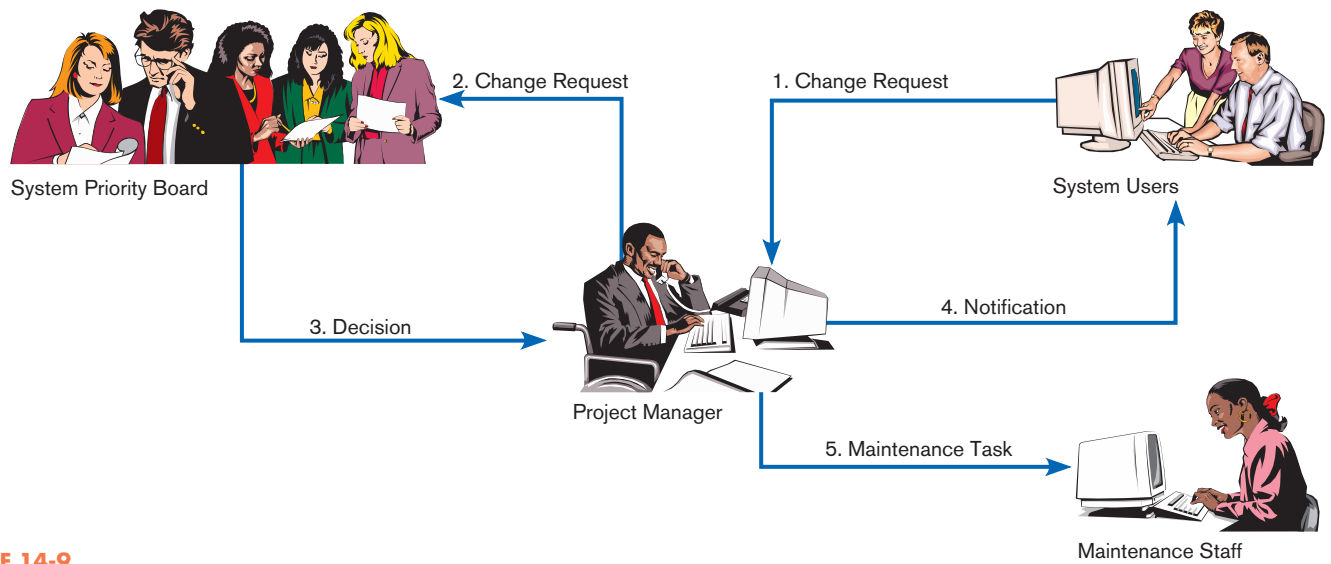 2. Change Request
1. Change Request
System Priority Board
System Users
3. Decision
4. Notification
Project Manager
5. Maintenance Task
Maintenance Staff
14-9